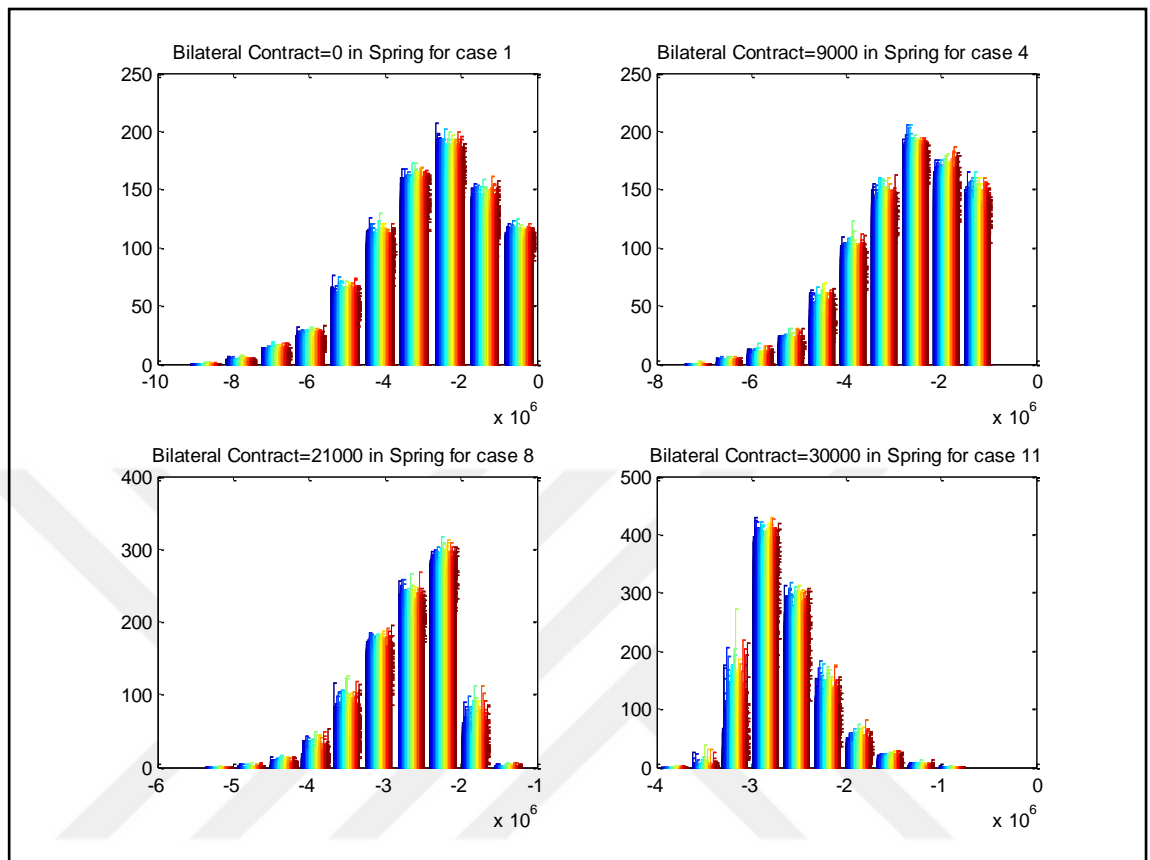 Bilateral Contract=0 in Spring for case 1
250
200
150
100
50
0
-10 -8 -6 -4 -2 0
x 10^6
Bilateral Contract=9000 in Spring for case 4
250
200
150
100
50
0
-8 -6 -4 -2 0
x 10^6
Bilateral Contract=21000 in Spring for case 8
400
300
200
100
0
-6 -5 -4 -3 -2 -1
x 10^6
Bilateral Contract=30000 in Spring for case 11
500
400
300
200
100
0
-4 -3 -2 -1 0
x 10^6